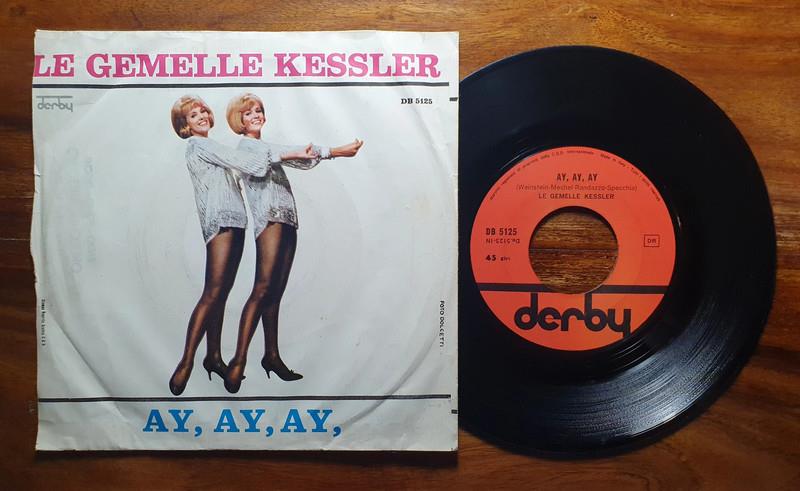 LE GEMELLE KESSLER
derby
DB 5125
FOTO DOLCETTI
AY, AY, AY,
AY, AY, AY
(Weinstein-Mechel-Randazzo-Specchia)
LE GEMELLE KESSLER
DB 5125
DR
45 giri
derby